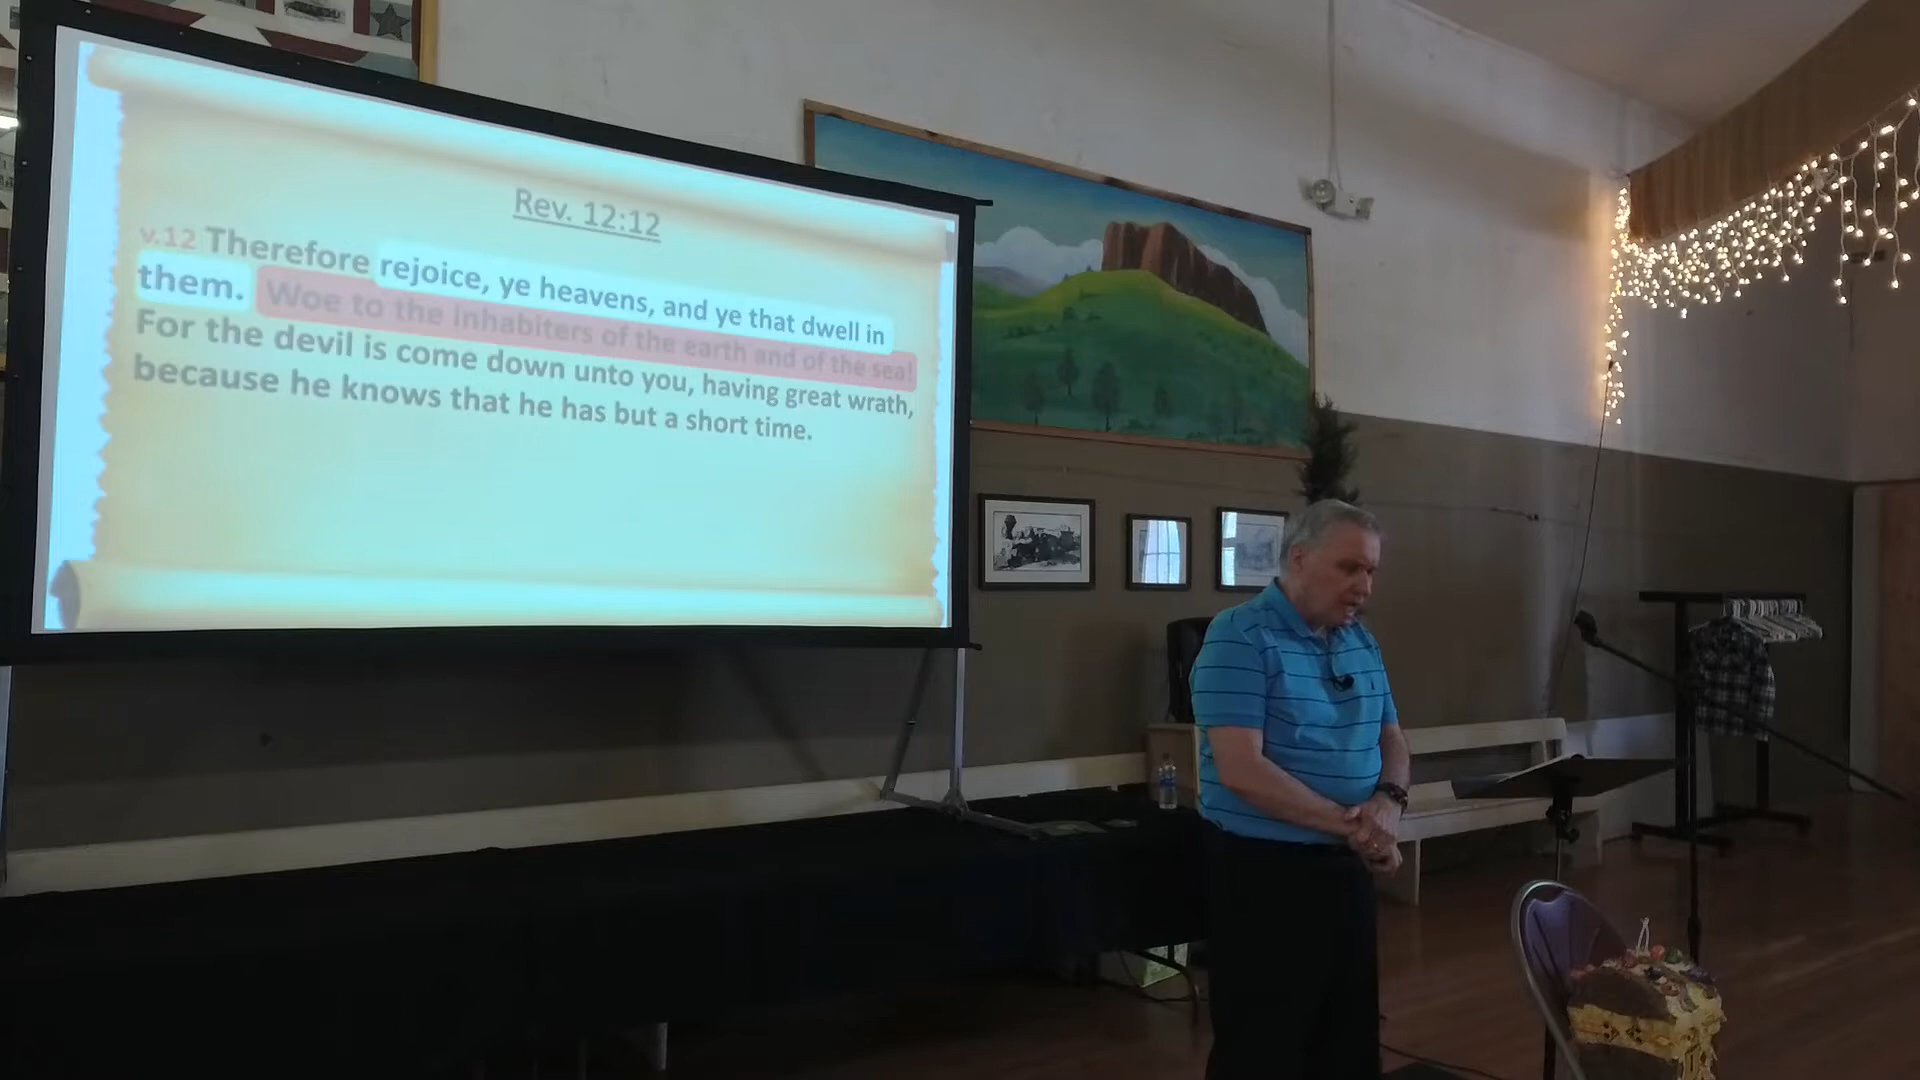 Rev. 12:12
v.12 Therefore rejoice, ye heavens, and ye that dwell in
them. Woe to the inhabiters of the earth and of the sea!
For the devil is come down unto you, having great wrath,
because he knows that he has but a short time.